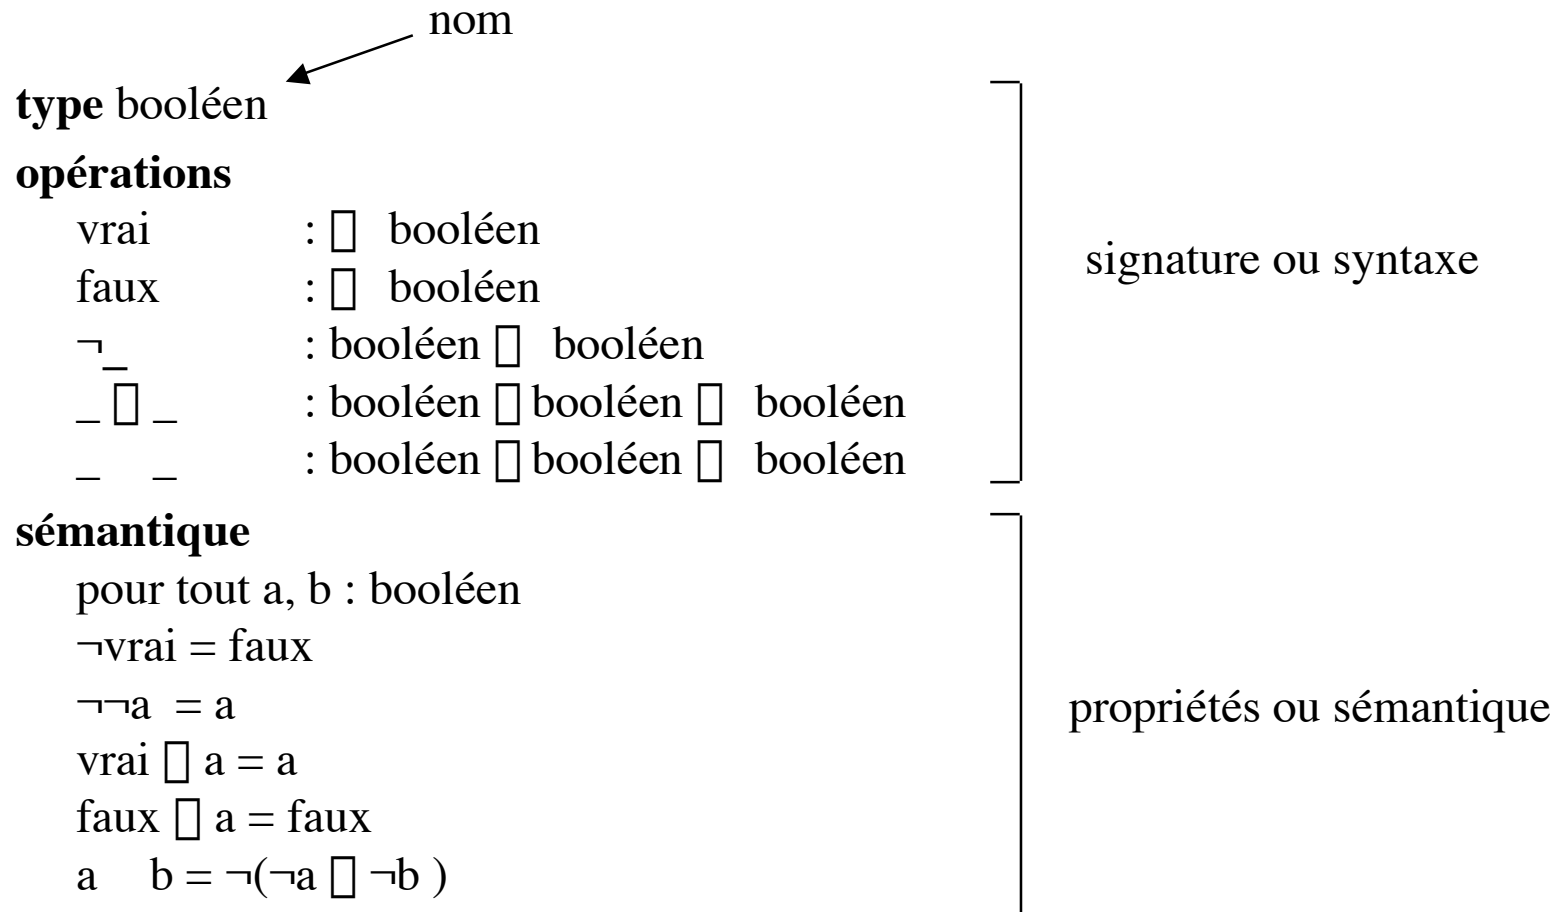 nom
type booléen
opérations
vrai : ▯ booléen
faux : ▯ booléen
¬_ : booléen ▯ booléen
_ ▯ _ : booléen ▯ booléen ▯ booléen
_ _ : booléen ▯ booléen ▯ booléen
signature ou syntaxe
sémantique
pour tout a, b : booléen
¬vrai = faux
¬¬a = a
vrai ▯ a = a
faux ▯ a = faux
a b = ¬(¬a ▯ ¬b )
propriétés ou sémantique